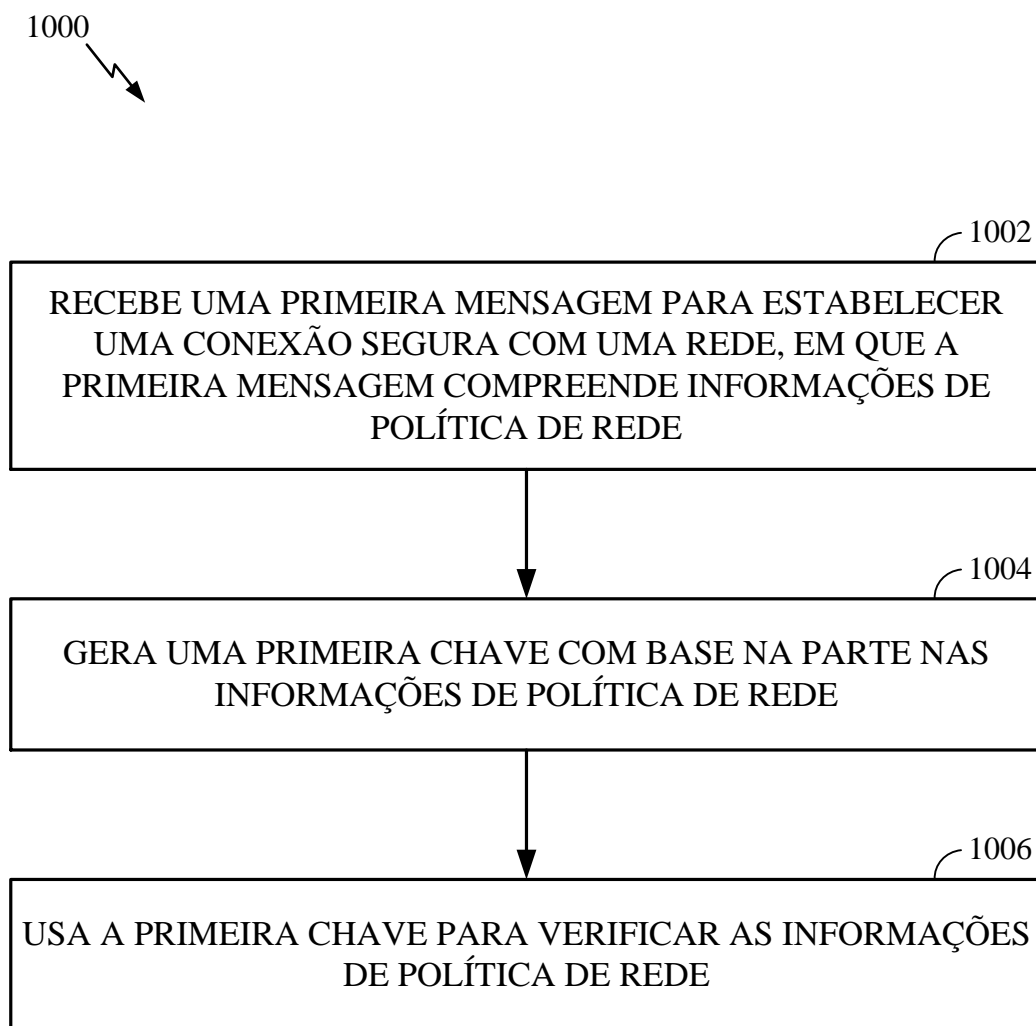 1000
1002
RECEBE UMA PRIMEIRA MENSAGEM PARA ESTABELECER
UMA CONEXÃO SEGURA COM UMA REDE, EM QUE A
PRIMEIRA MENSAGEM COMPREENDE INFORMAÇÕES DE
POLÍTICA DE REDE
1004
GERA UMA PRIMEIRA CHAVE COM BASE NA PARTE NAS
INFORMAÇÕES DE POLÍTICA DE REDE
1006
USA A PRIMEIRA CHAVE PARA VERIFICAR AS INFORMAÇÕES
DE POLÍTICA DE REDE